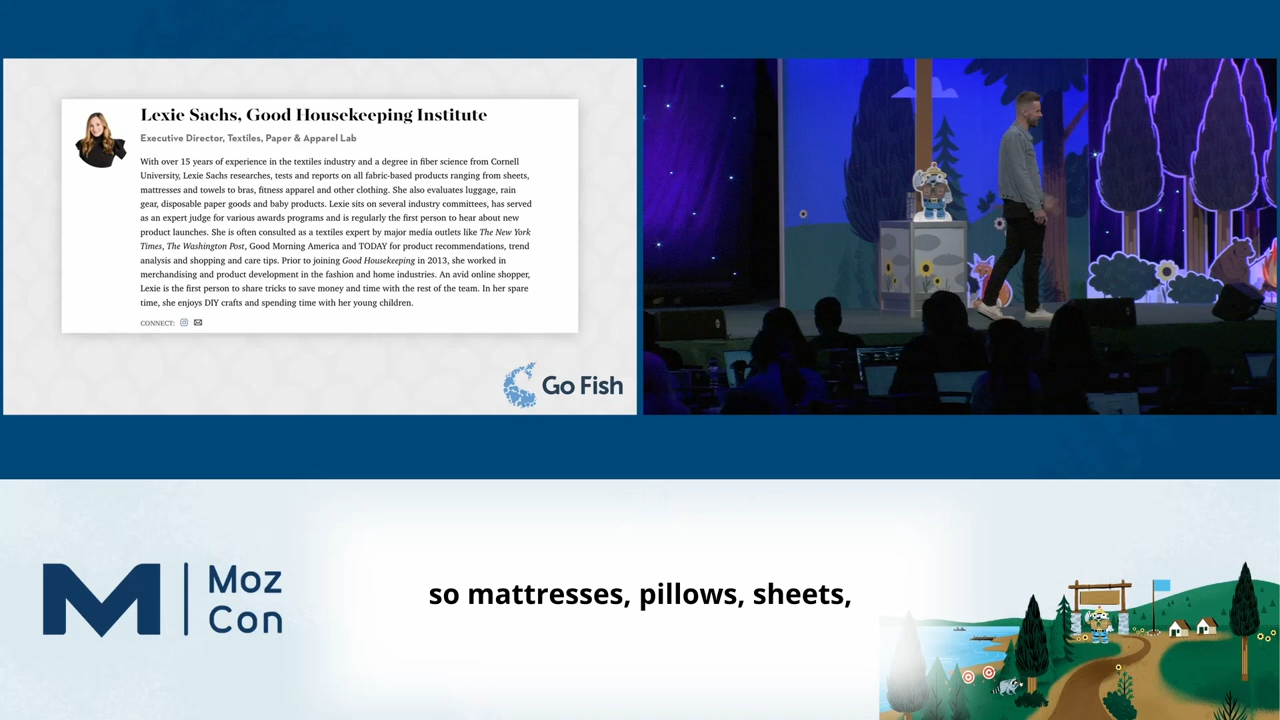 Lexie Sachs, Good Housekeeping Institute
Executive Director, Textiles, Paper & Apparel Lab
With over 15 years of experience in the textiles industry and a degree in fiber science from Cornell
University, Lexie Sachs researches, tests and reports on all fabric-based products ranging from sheets,
mattresses and towels to bras, fitness apparel and other clothing. She also evaluates luggage, rain
gear, disposable paper goods and baby products. Lexie sits on several industry committees, has served
as an expert judge for various awards programs and is regularly the first person to hear about new
product launches. She is often consulted as a textiles expert by major media outlets like The New York
Times, The Washington Post, Good Morning America and TODAY for product recommendations, trend
analysis and shopping and care tips. Prior to joining Good Housekeeping in 2013, she worked in
merchandising and product development in the fashion and home industries. An avid online shopper,
Lexie is the first person to share tricks to save money and time with the rest of the team. In her spare
time, she enjoys DIY crafts and spending time with her young children.
CONNECT:
Go Fish
M
Moz
Con
so mattresses, pillows, sheets,